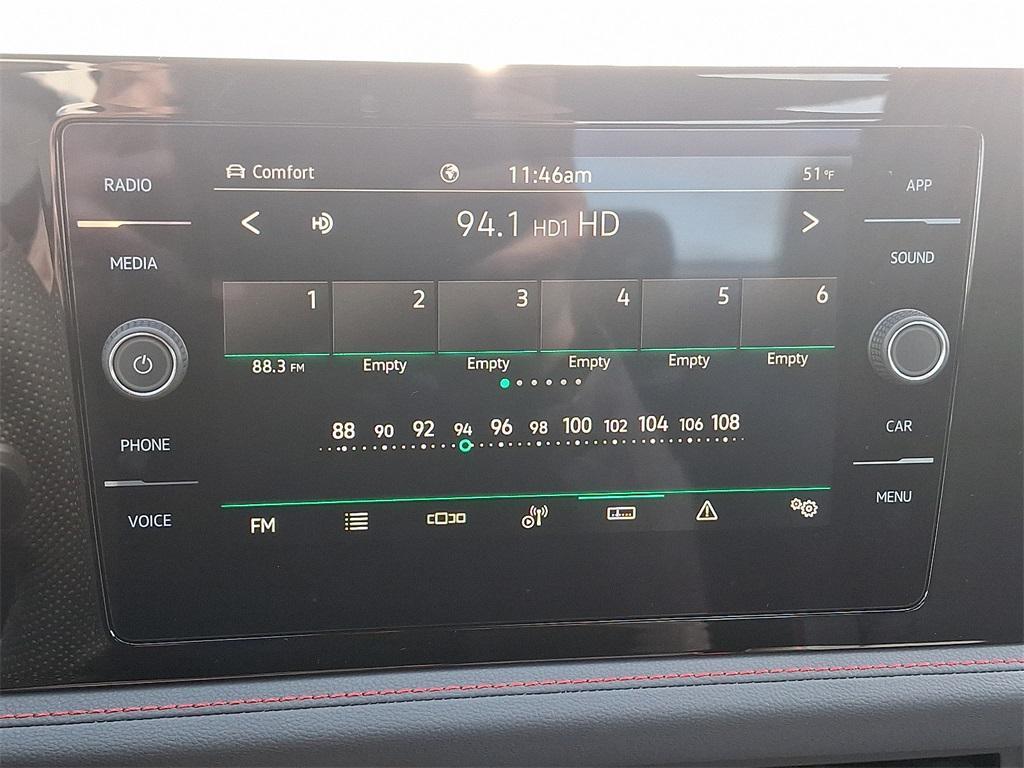 Comfort 11:46am 51°F
RADIO APP
94.1 HD1 HD
MEDIA SOUND
1 2 3 4 5 6
88.3 FM Empty Empty Empty Empty Empty
88 90 92 94 96 98 100 102 104 106 108
PHONE CAR
MENU
VOICE FM